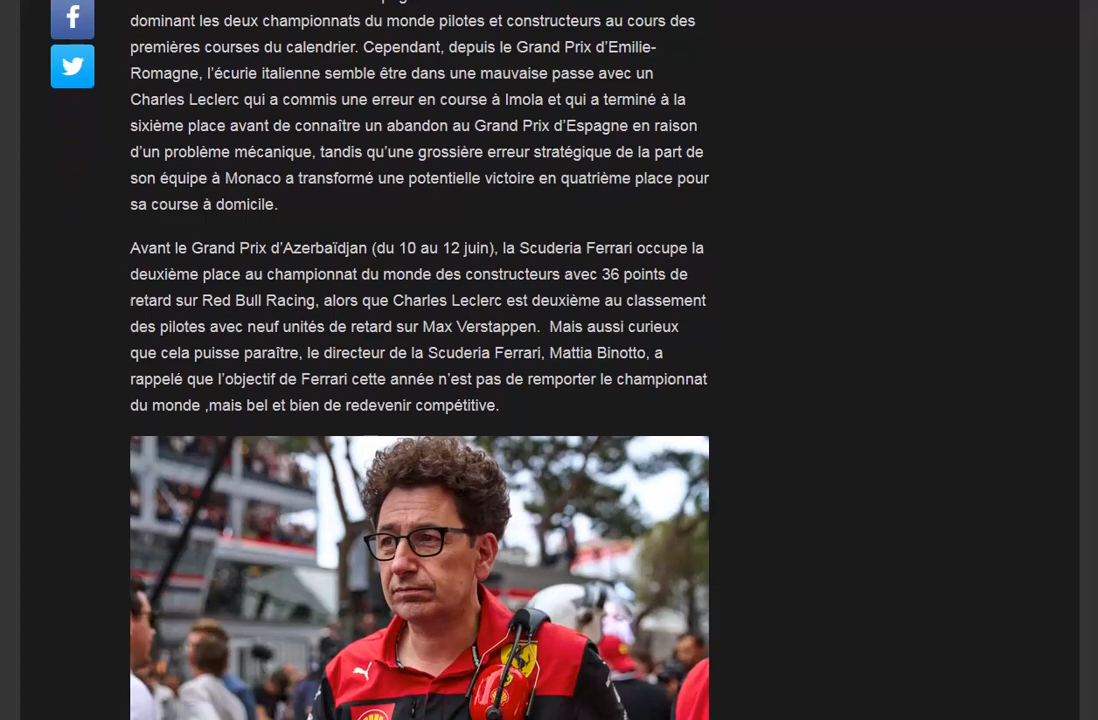 dominant les deux championnats du monde pilotes et constructeurs au cours des
premières courses du calendrier. Cependant, depuis le Grand Prix d’Emilie-
Romagne, l’écurie italienne semble être dans une mauvaise passe avec un
Charles Leclerc qui a commis une erreur en course à Imola et qui a terminé à la
sixième place avant de connaître un abandon au Grand Prix d’Espagne en raison
d’un problème mécanique, tandis qu’une grossière erreur stratégique de la part de
son équipe à Monaco a transformé une potentielle victoire en quatrième place pour
sa course à domicile.
Avant le Grand Prix d’Azerbaïdjan (du 10 au 12 juin), la Scuderia Ferrari occupe la
deuxième place au championnat du monde des constructeurs avec 36 points de
retard sur Red Bull Racing, alors que Charles Leclerc est deuxième au classement
des pilotes avec neuf unités de retard sur Max Verstappen.  Mais aussi curieux
que cela puisse paraître, le directeur de la Scuderia Ferrari, Mattia Binotto, a
rappelé que l’objectif de Ferrari cette année n’est pas de remporter le championnat
du monde ,mais bel et bien de redevenir compétitive.